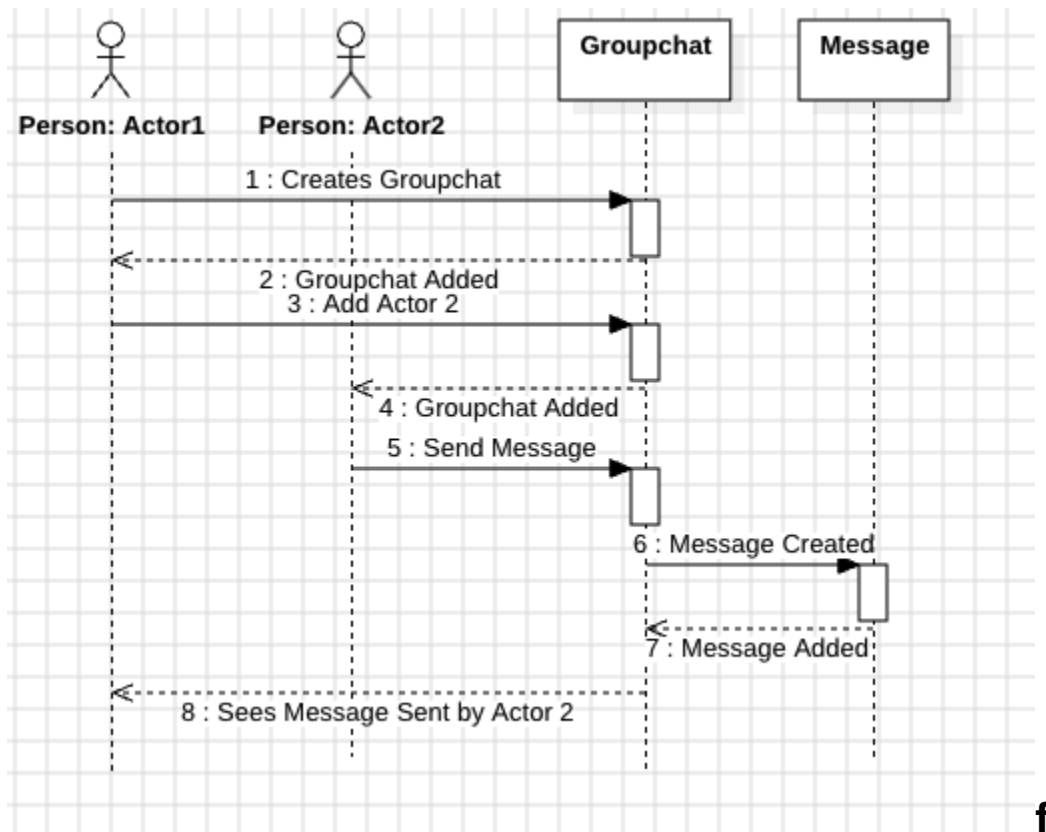 Groupchat
Message
Person: Actor1
Person: Actor2
1 : Creates Groupchat
2 : Groupchat Added
3 : Add Actor 2
4 : Groupchat Added
5 : Send Message
6 : Message Created
7 : Message Added
8 : Sees Message Sent by Actor 2
f